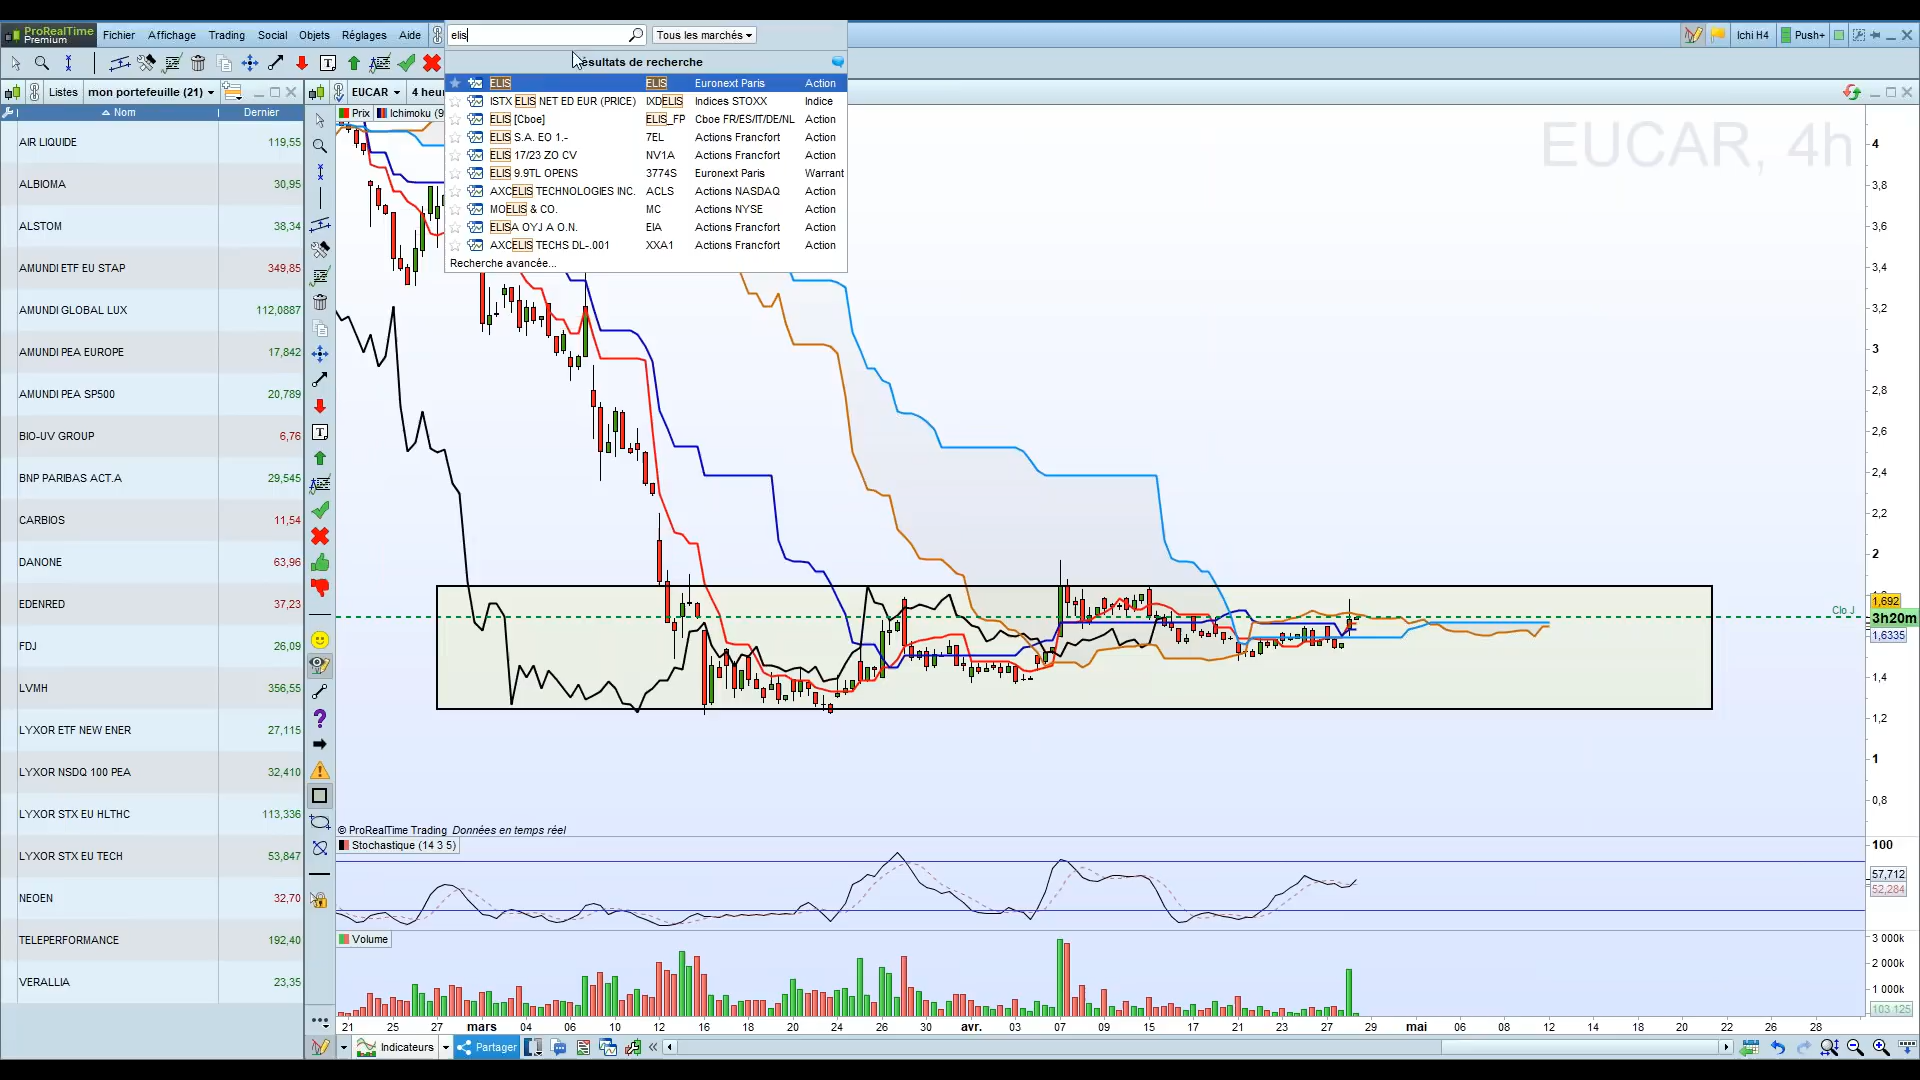 ProRealTime
Premium
Fichier Affichage Trading Social Objets Réglages Aide
elis
Tous les marchés
Ichi H4
Push+
ésultats de recherche
ELIS ELIS Euronext Paris Action
ISTX ELIS NET ED EUR (PRICE) IXDELIS Indices STOXX Indice
ELIS [Cboe] ELIS_FP Cboe FR/ES/IT/DE/NL Action
ELIS S.A. EO 1.- 7EL Actions Francfort Action
ELIS 17/23 ZO CV NV1A Actions Francfort Action
ELIS 9.9TL OPENS 3774S Euronext Paris Warrant
AXCELIS TECHNOLOGIES INC. ACLS Actions NASDAQ Action
MOELIS & CO. MC Actions NYSE Action
ELISA OYJ A O.N. EIA Actions Francfort Action
AXCELIS TECHS DL-.001 XXA1 Actions Francfort Action
Recherche avancée...
Listes mon portefeuille (21)
Nom Dernier
AIR LIQUIDE 119,55
ALBIOMA 30,95
ALSTOM 38,34
AMUNDI ETF EU STAP 349,85
AMUNDI GLOBAL LUX 112,0887
AMUNDI PEA EUROPE 17,842
AMUNDI PEA SP500 20,789
BIO-UV GROUP 6,76
BNP PARIBAS ACT.A 29,545
CARBIOS 11,54
DANONE 63,96
EDENRED 37,23
FDJ 26,09
LVMH 356,55
LYXOR ETF NEW ENER 27,115
LYXOR NSDQ 100 PEA 32,410
LYXOR STX EU HLTHC 113,336
LYXOR STX EU TECH 53,847
NEOEN 32,70
TELEPERFORMANCE 192,40
VERALLIA 23,35
EUCAR 4 heur
Prix Ichimoku (9
EUCAR, 4h
4
3,8
3,6
3,4
3,2
3
2,8
2,6
2,4
2,2
2
1,692
Clo J 3h20m
1,6335
1,4
1,2
1
0,8
© ProRealTime Trading Données en temps réel
Stochastique (14 3 5)
100
57,712
52,284
Volume
3 000k
2 000k
1 000k
103 125
21 25 27 mars 04 06 10 12 16 18 20 24 26 30 avr. 03 07 09 15 17 21 23 27 29 mai 06 08 12 14 18 20 22 26 28
Indicateurs
Partager